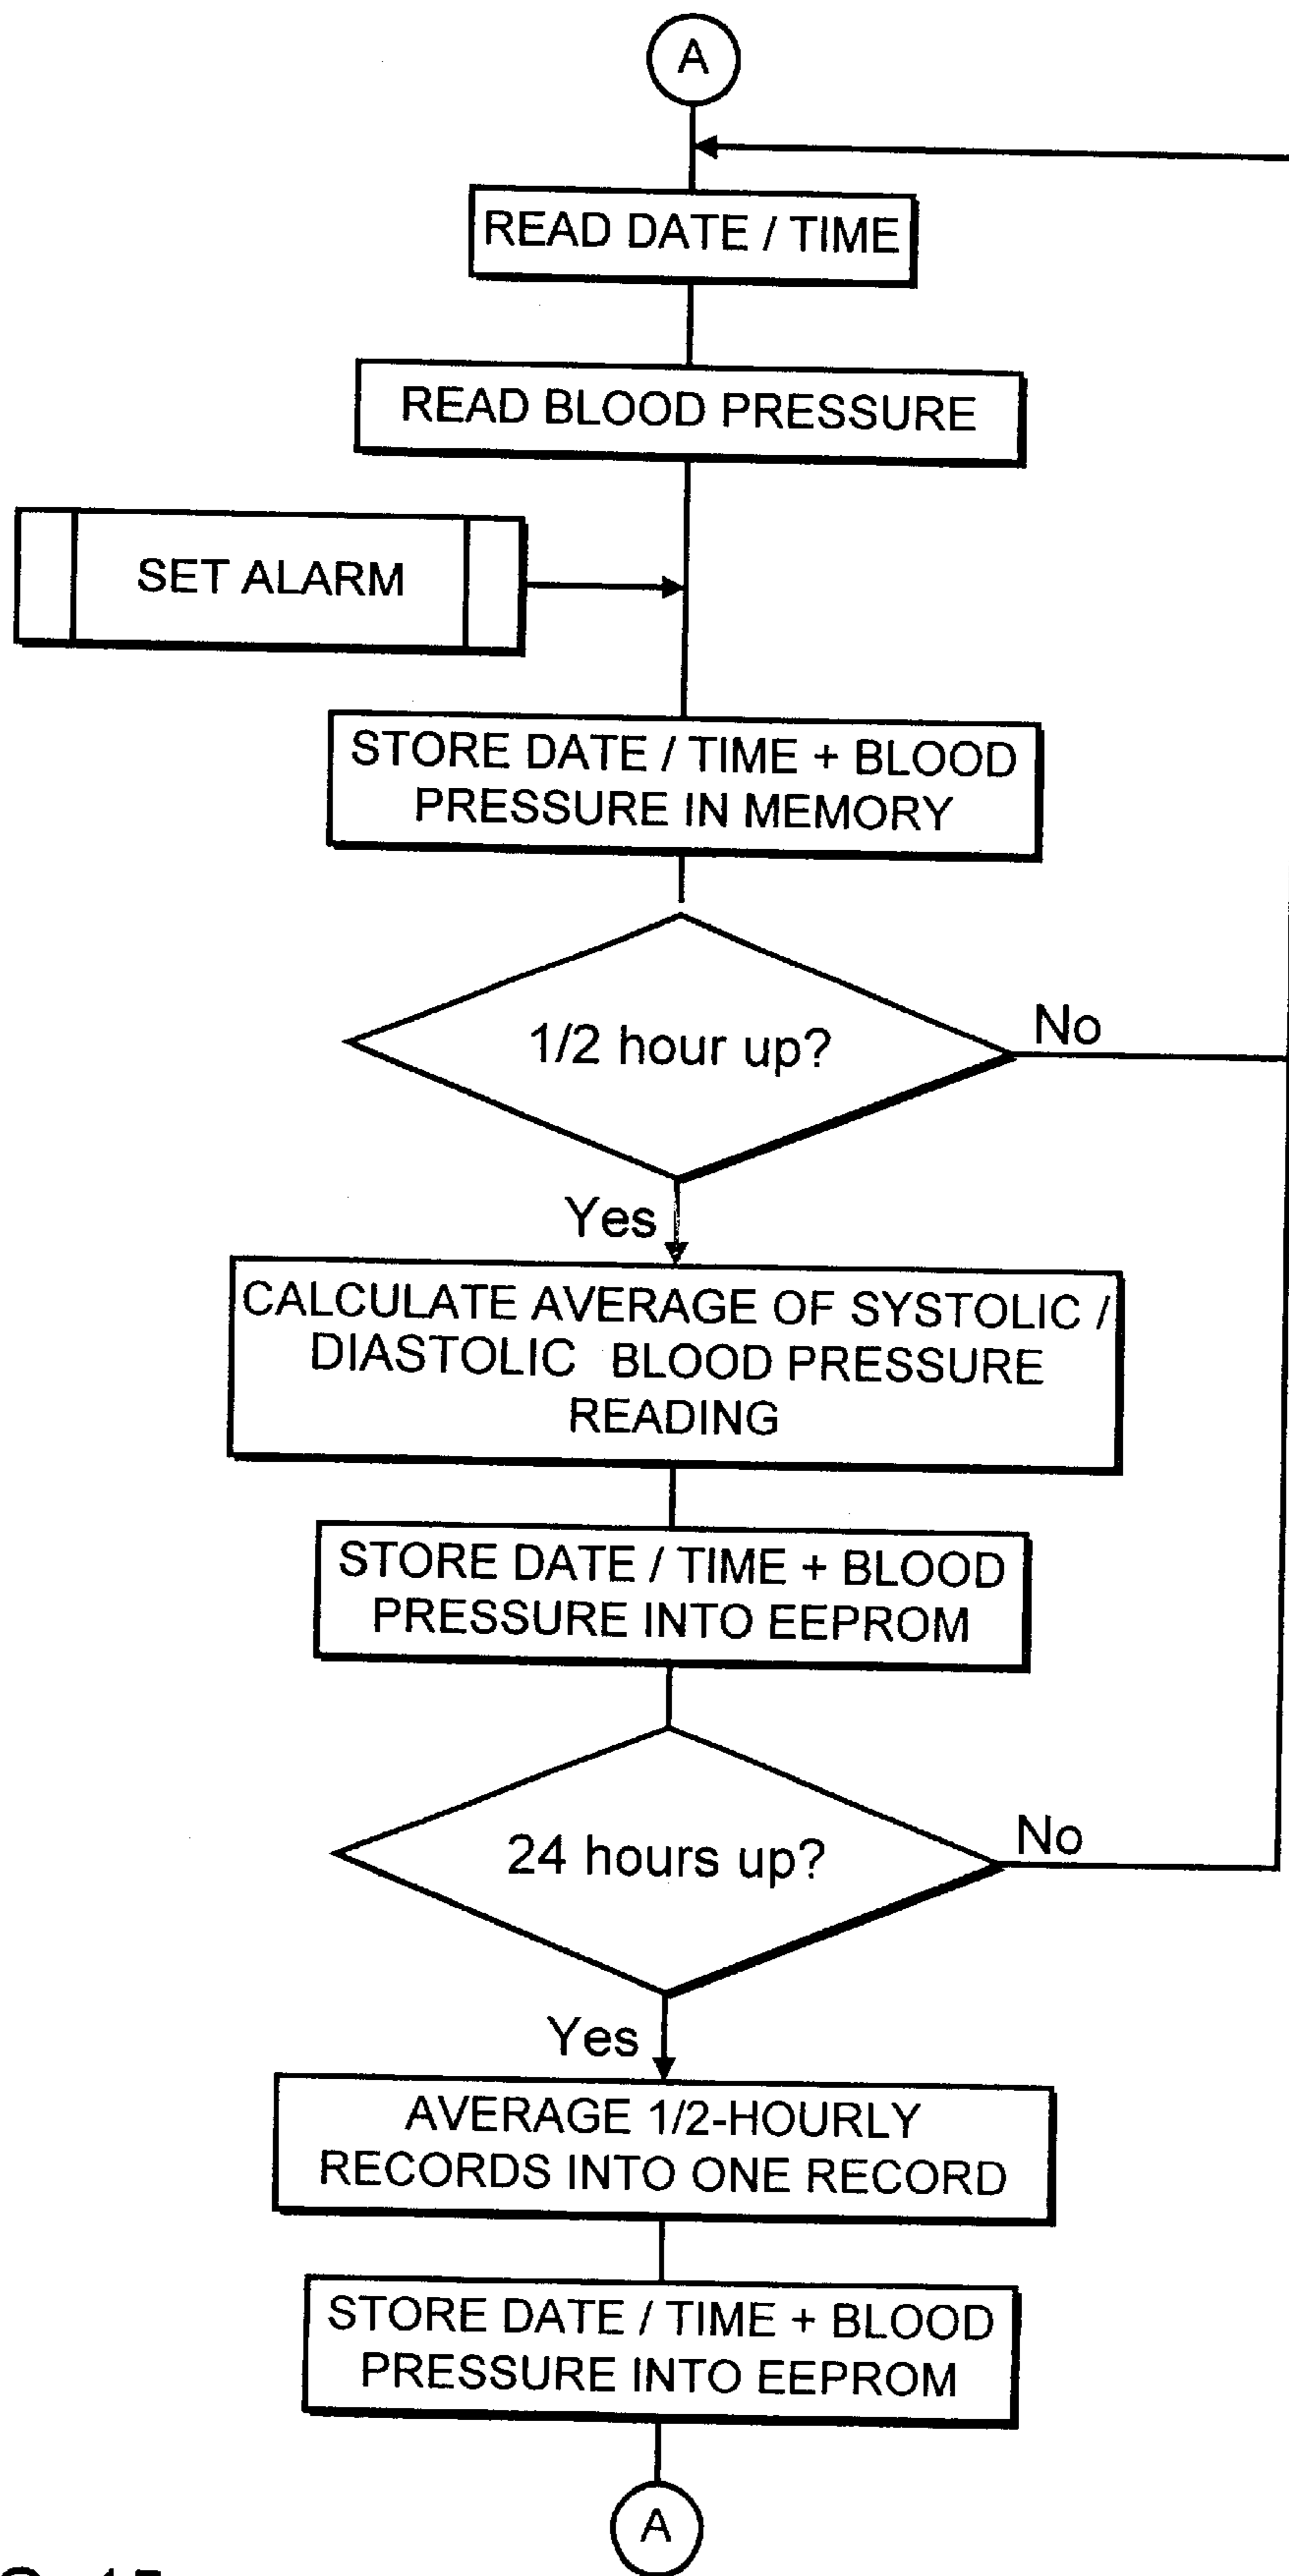 A
READ DATE / TIME
READ BLOOD PRESSURE
SET ALARM
STORE DATE / TIME + BLOOD
PRESSURE IN MEMORY
1/2 hour up?
No
Yes
CALCULATE AVERAGE OF SYSTOLIC /
DIASTOLIC BLOOD PRESSURE
READING
STORE DATE / TIME + BLOOD
PRESSURE INTO EEPROM
24 hours up?
No
Yes
AVERAGE 1/2-HOURLY
RECORDS INTO ONE RECORD
STORE DATE / TIME + BLOOD
PRESSURE INTO EEPROM
A